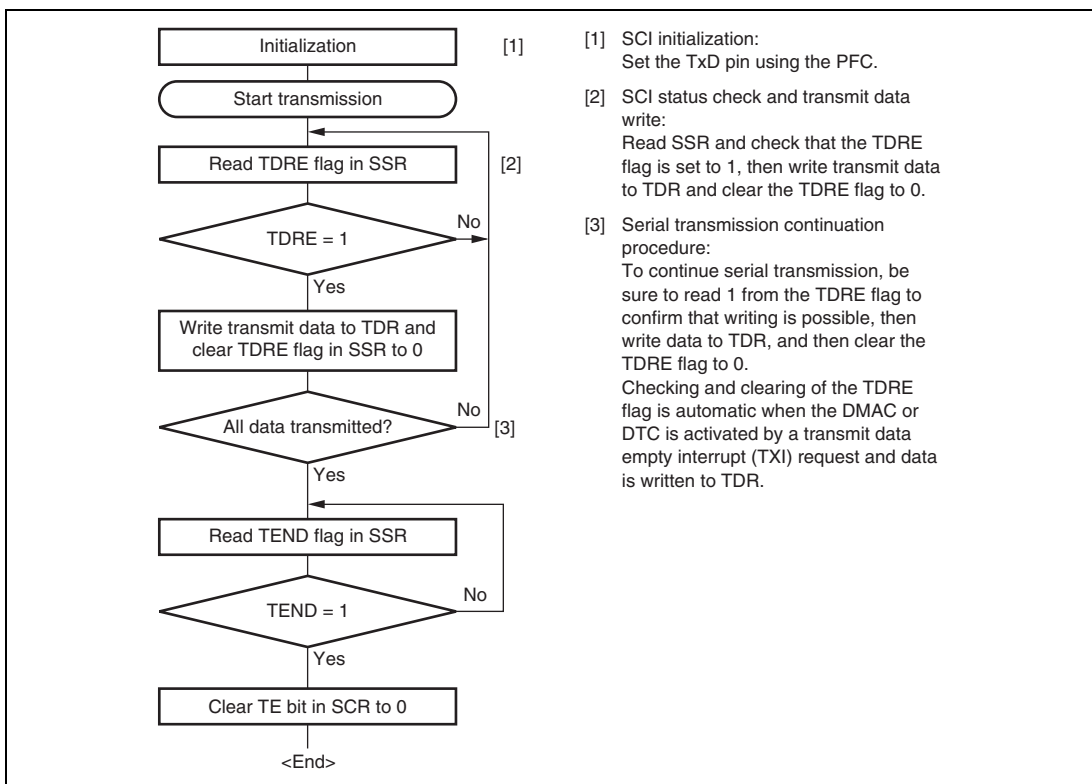 Initialization
[1]
Start transmission
Read TDRE flag in SSR
[2]
No
TDRE = 1
Yes
Write transmit data to TDR and
clear TDRE flag in SSR to 0
No
All data transmitted?
[3]
Yes
Read TEND flag in SSR
No
TEND = 1
Yes
Clear TE bit in SCR to 0
<End>
[1] SCI initialization:
Set the TxD pin using the PFC.
[2] SCI status check and transmit data
write:
Read SSR and check that the TDRE
flag is set to 1, then write transmit data
to TDR and clear the TDRE flag to 0.
[3] Serial transmission continuation
procedure:
To continue serial transmission, be
sure to read 1 from the TDRE flag to
confirm that writing is possible, then
write data to TDR, and then clear the
TDRE flag to 0.
Checking and clearing of the TDRE
flag is automatic when the DMAC or
DTC is activated by a transmit data
empty interrupt (TXI) request and data
is written to TDR.